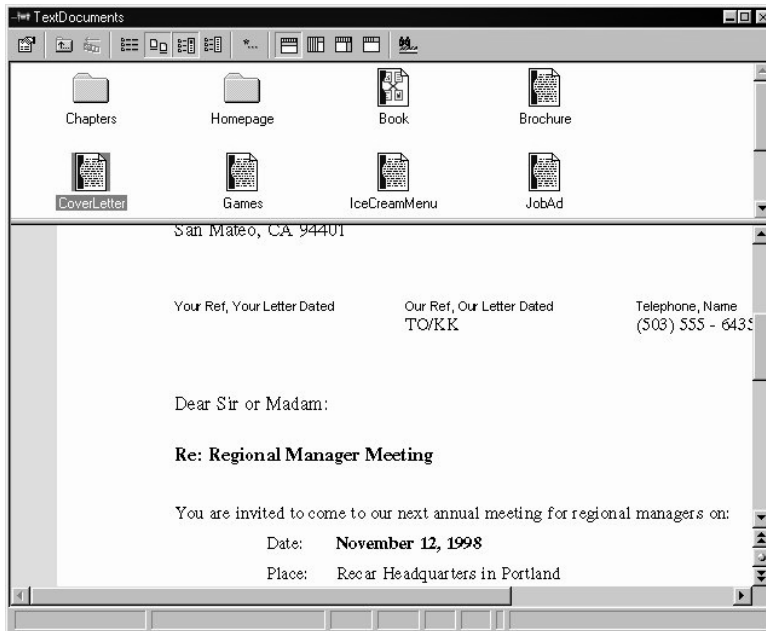 TextDocuments
Chapters Homepage Book Brochure
CoverLetter Games IceCreamMenu JobAd
San Mateo, CA 94401
Your Ref, Your Letter Dated Our Ref, Our Letter Dated Telephone, Name
TO/KK (503) 555 - 6435
Dear Sir or Madam:
Re: Regional Manager Meeting
You are invited to come to our next annual meeting for regional managers on:
Date: November 12, 1998
Place: Recar Headquarters in Portland